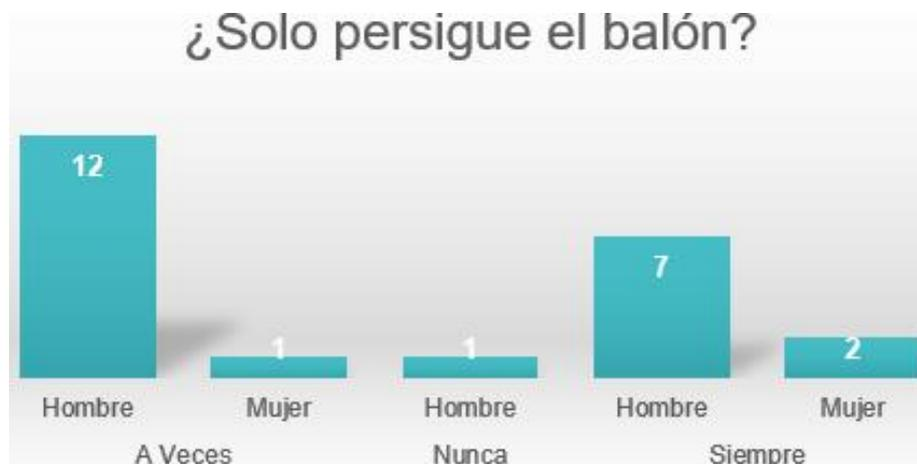 ¿Solo persigue el balón?
12
1
1
7
2
Hombre Mujer Hombre Hombre Mujer
A Veces Nunca Siempre